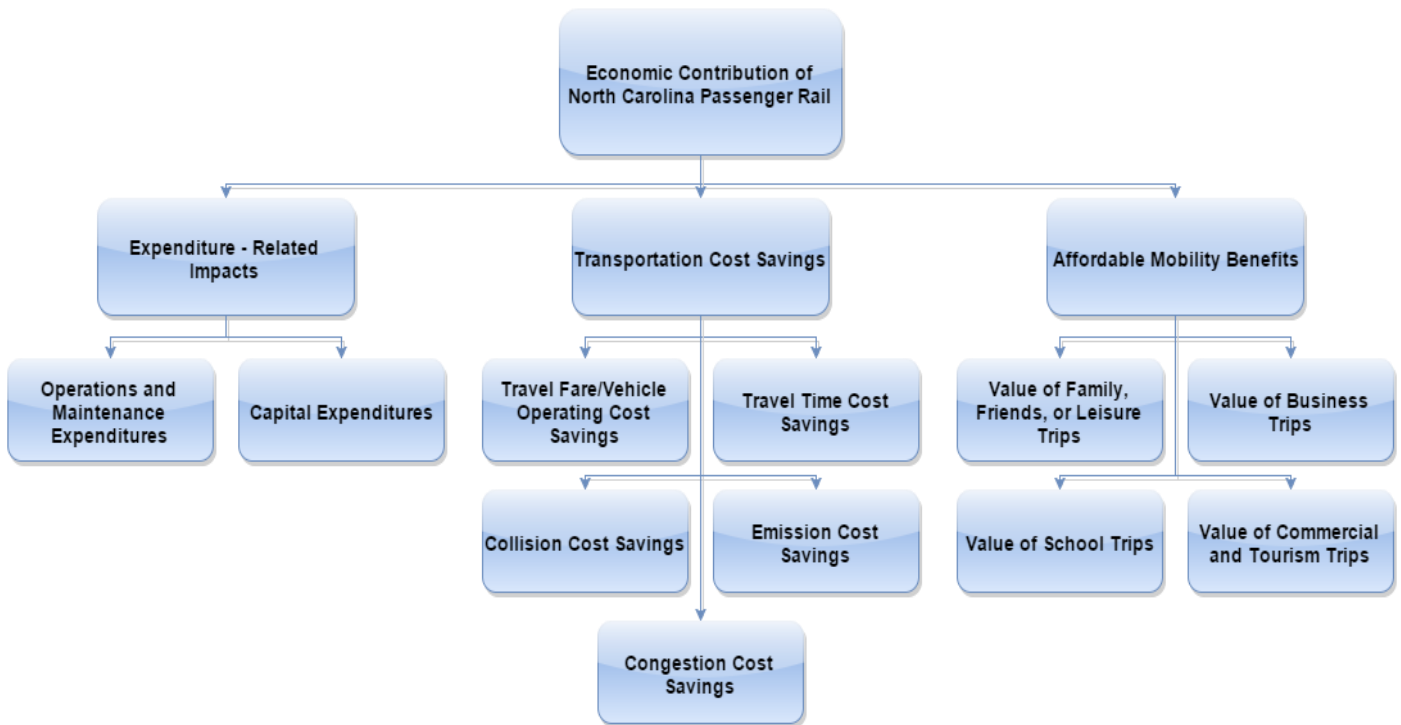 Economic Contribution of
North Carolina Passenger Rail
Expenditure - Related
Impacts
Transportation Cost Savings
Affordable Mobility Benefits
Operations and
Maintenance
Expenditures
Capital Expenditures
Travel Fare/Vehicle
Operating Cost
Savings
Travel Time Cost
Savings
Value of Family,
Friends, or Leisure
Trips
Value of Business
Trips
Collision Cost Savings
Emission Cost
Savings
Value of School Trips
Value of Commercial
and Tourism Trips
Congestion Cost
Savings